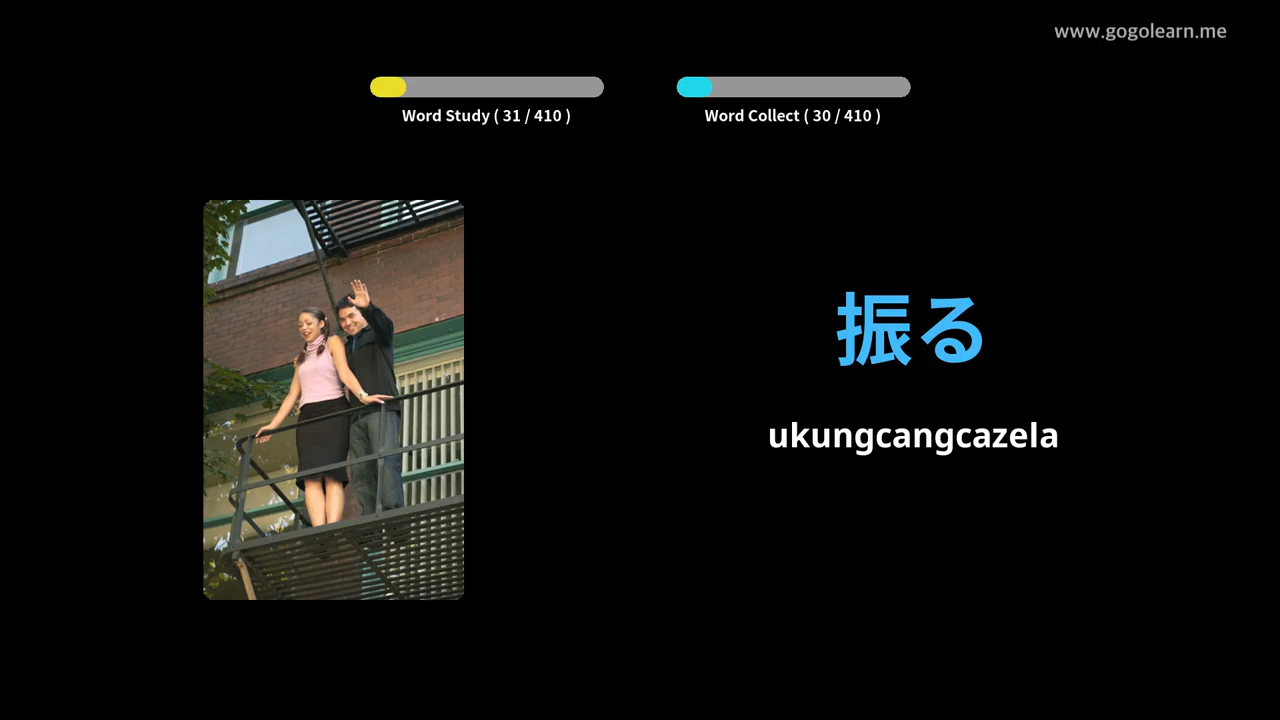 www.gogolearn.me
Word Study ( 31 / 410 )
Word Collect ( 30 / 410 )
振る
ukungcangcazela